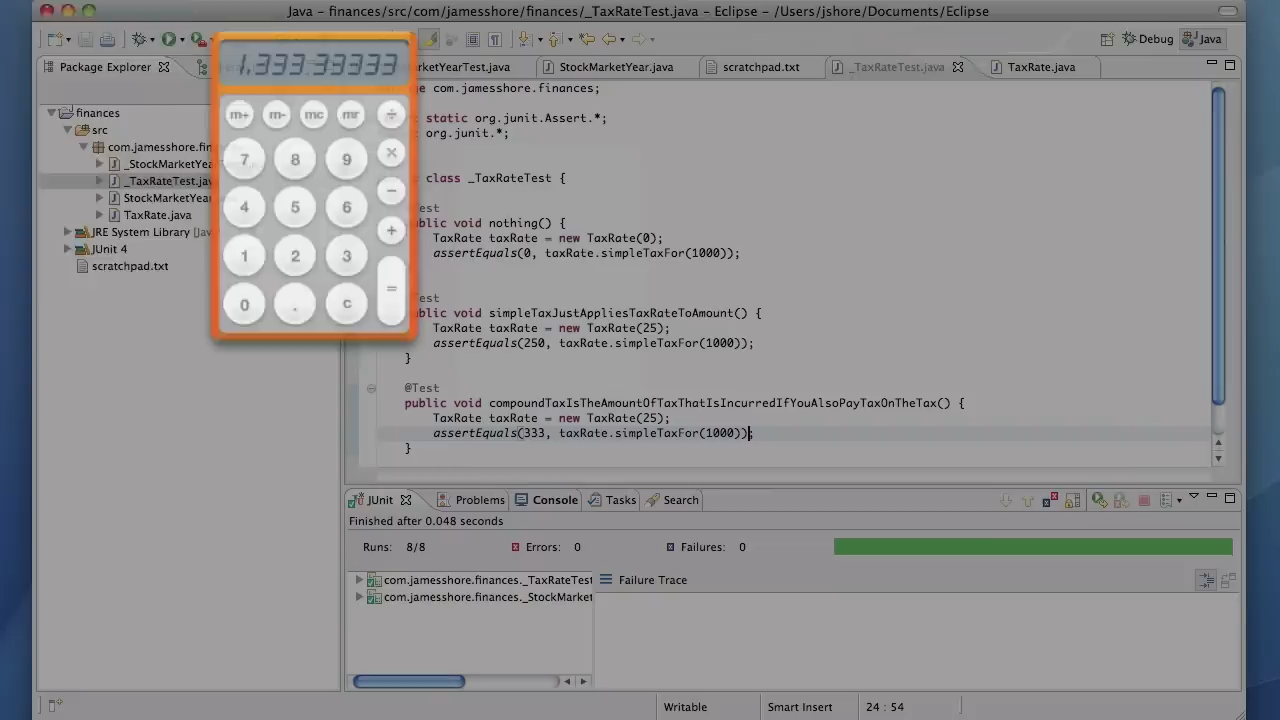 Java – finances/src/com/jamesshore/finances/_TaxRateTest.java – Eclipse – /Users/jshore/Documents/Eclipse
Debug
Java
Package Explorer
rketYearTest.java
StockMarketYear.java
scratchpad.txt
_TaxRateTest.java
TaxRate.java
finances
src
com.jamesshore.fin
_StockMarketYea
_TaxRateTest.jav
StockMarketYear
TaxRate.java
JRE System Library [Jav
JUnit 4
scratchpad.txt
1,333.33333
m+ m- mc mr ÷
7 8 9 ×
4 5 6 −
+
1 2 3
0 . c =
e com.jamesshore.finances;
static org.junit.Assert.*;
org.junit.*;
class _TaxRateTest {
est
ublic void nothing() {
TaxRate taxRate = new TaxRate(0);
assertEquals(0, taxRate.simpleTaxFor(1000));
est
ublic void simpleTaxJustAppliesTaxRateToAmount() {
TaxRate taxRate = new TaxRate(25);
assertEquals(250, taxRate.simpleTaxFor(1000));
}
@Test
public void compoundTaxIsTheAmountOfTaxThatIsIncurredIfYouAlsoPayTaxOnTheTax() {
TaxRate taxRate = new TaxRate(25);
assertEquals(333, taxRate.simpleTaxFor(1000));
}
JUnit
Problems
Console
Tasks
Search
Finished after 0.048 seconds
Runs: 8/8
Errors: 0
Failures: 0
com.jamesshore.finances._TaxRateTest
com.jamesshore.finances._StockMarket
Failure Trace
Writable
Smart Insert
24 : 54